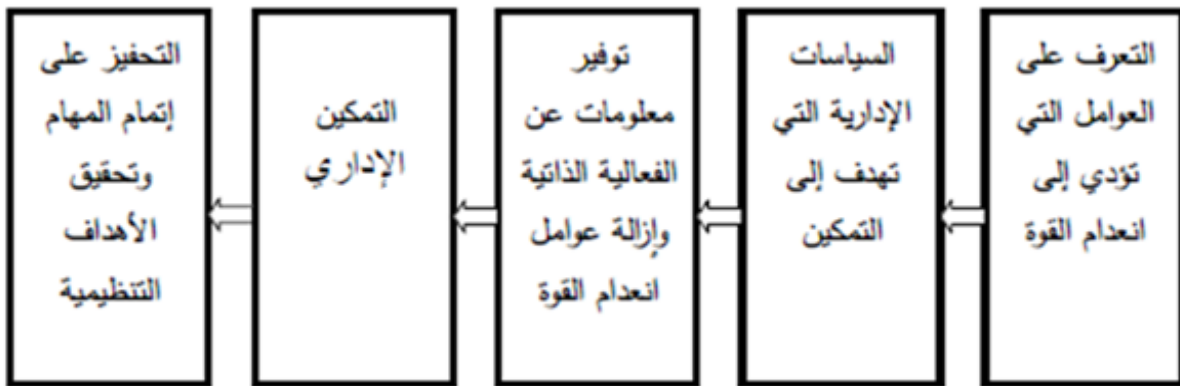 التعرف على
العوامل التي
تؤدي إلى
انعدام القوة
السياسات
الإدارية التي
تهدف إلى
التمكين
توفير
معلومات عن
الفعالية الذاتية
وإزالة عوامل
انعدام القوة
التمكين
الإداري
التحفيز على
إتمام المهام
وتحقيق
الأهداف
التنظيمية